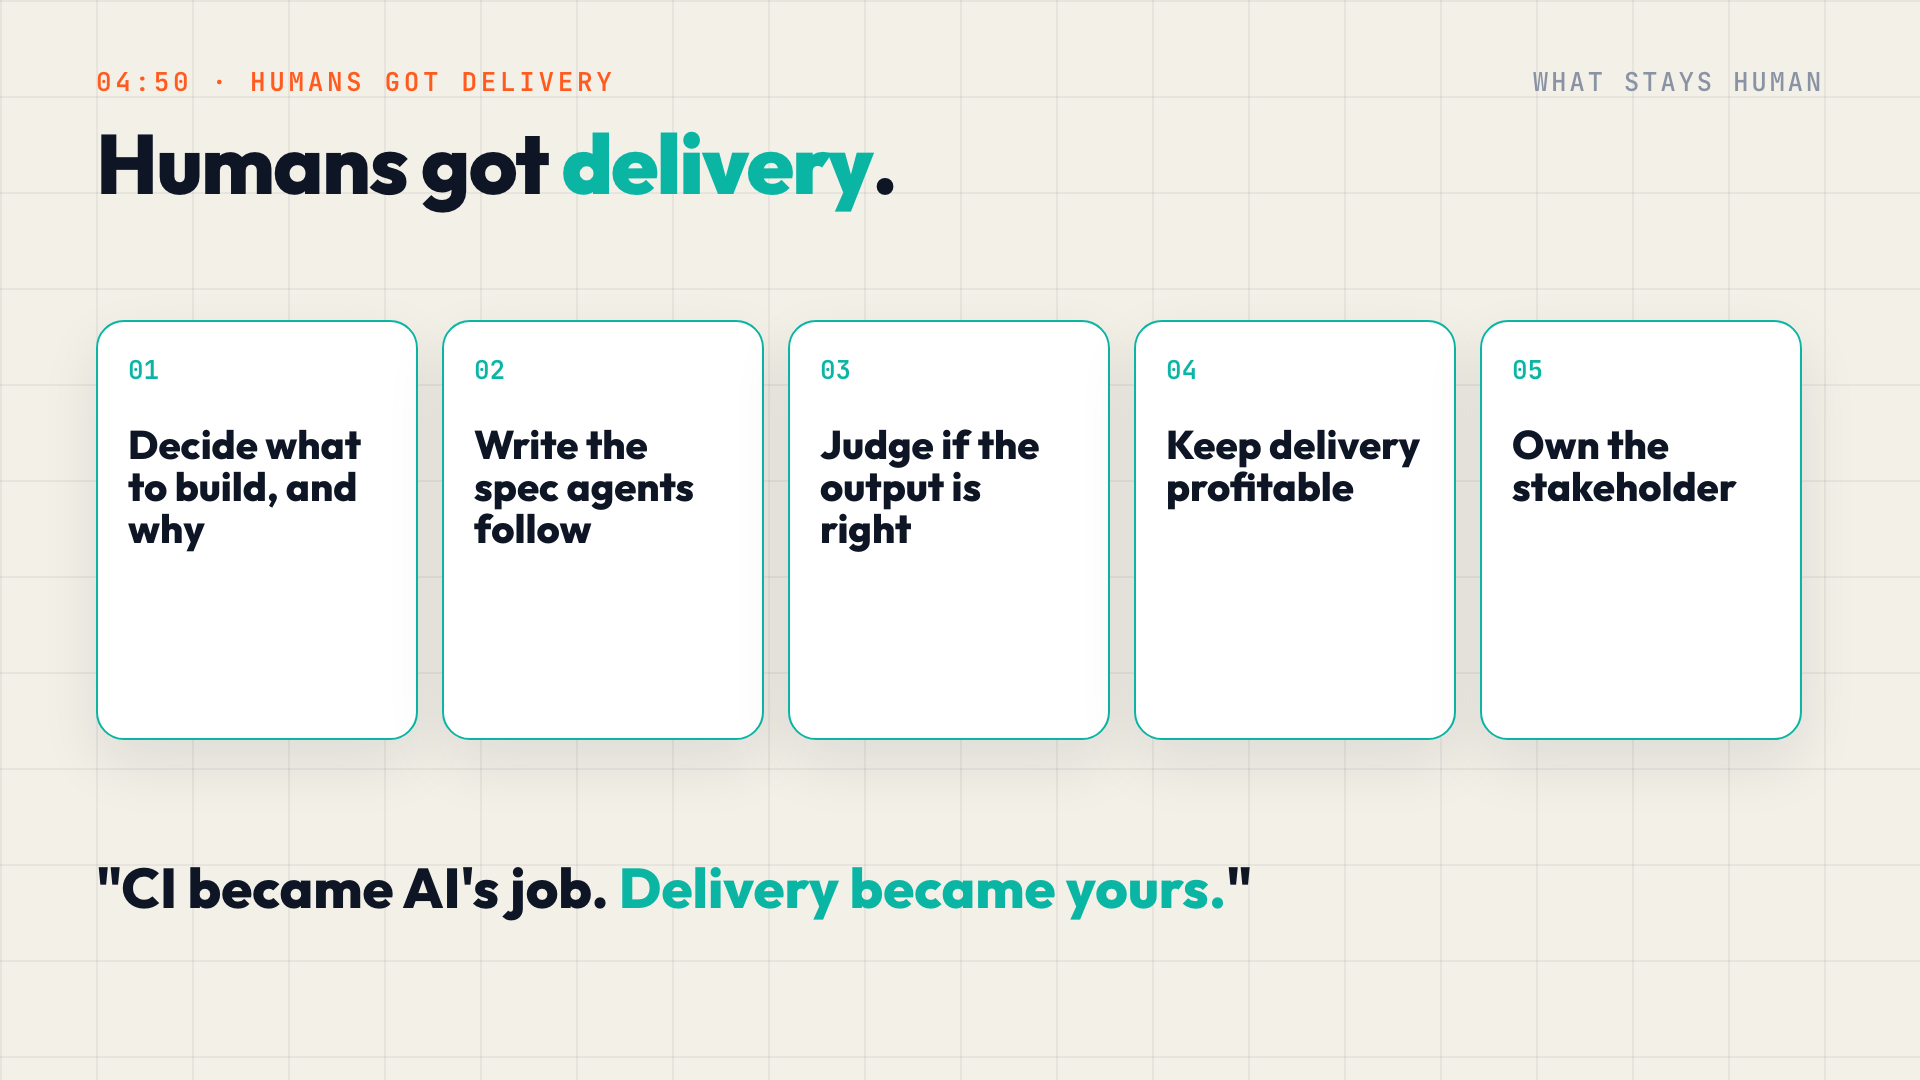 04:50 · HUMANS GOT DELIVERY
WHAT STAYS HUMAN
Humans got delivery.
01
Decide what
to build, and
why
02
Write the
spec agents
follow
03
Judge if the
output is
right
04
Keep delivery
profitable
05
Own the
stakeholder
"CI became AI's job. Delivery became yours."